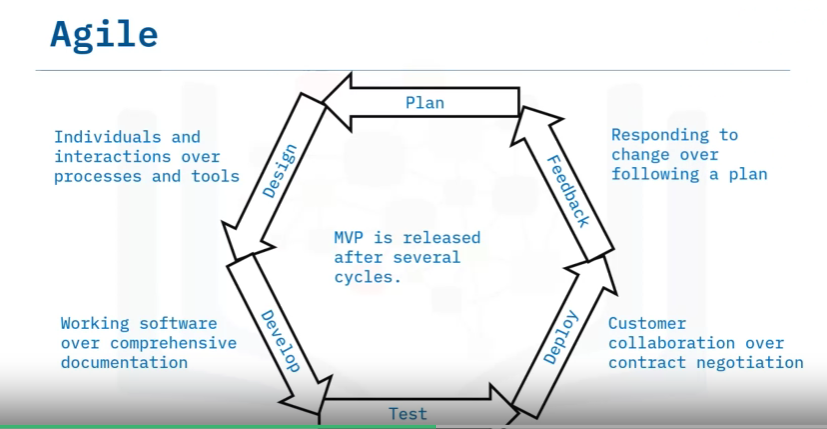 Agile
Plan
Individuals and
interactions over
processes and tools
Design
Feedback
Responding to
change over
following a plan
MVP is released
after several
cycles.
Working software
over comprehensive
documentation
Develop
Deploy
Customer
collaboration over
contract negotiation
Test